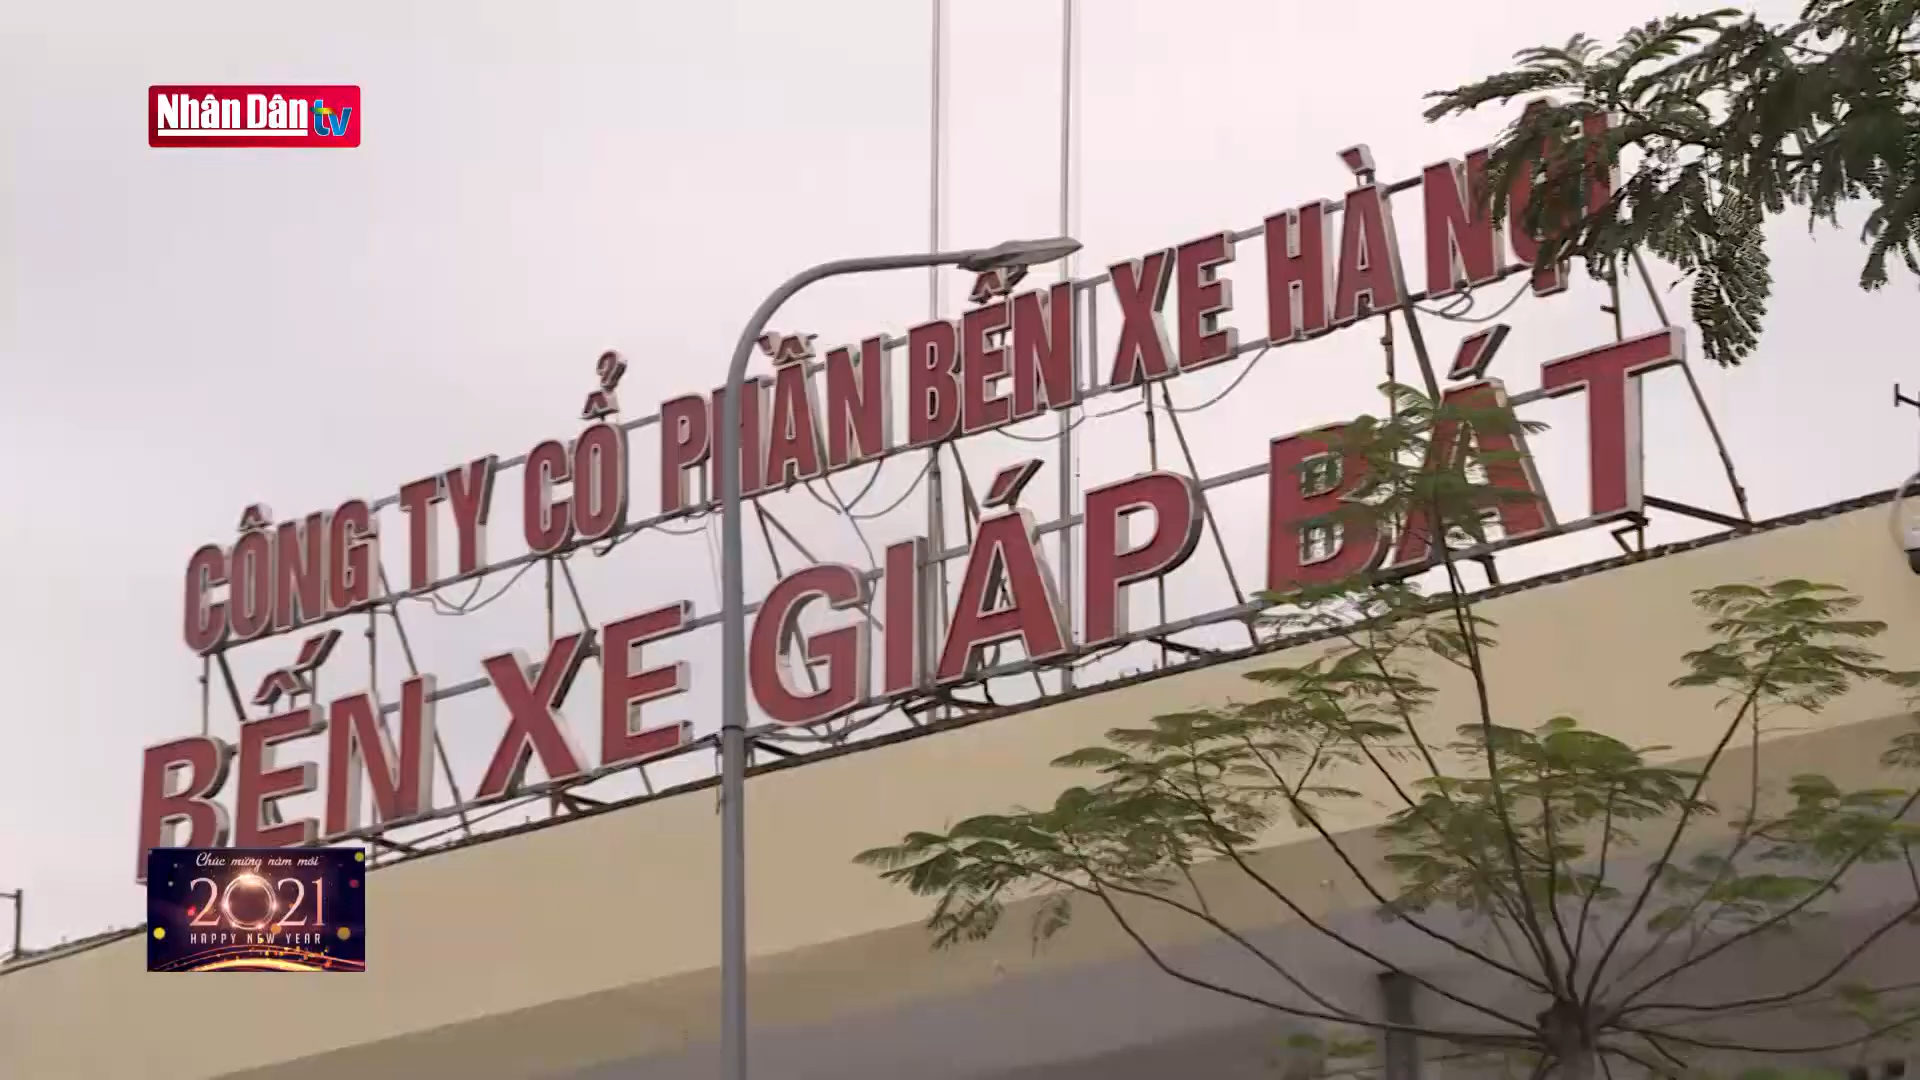 Nhân Dân tv
CÔNG TY CỔ PHẦN BẾN XE HÀ NỘI
BẾN XE GIÁP BÁT
Chúc mừng năm mới
2021
HAPPY NEW YEAR